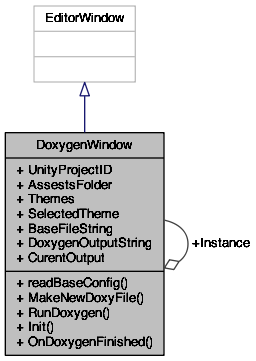 EditorWindow
DoxygenWindow
+ UnityProjectID
+ AssestsFolder
+ Themes
+ SelectedTheme
+ BaseFileString
+ DoxygenOutputString
+ CurentOutput
+Instance
+ readBaseConfig()
+ MakeNewDoxyFile()
+ RunDoxygen()
+ Init()
+ OnDoxygenFinished()